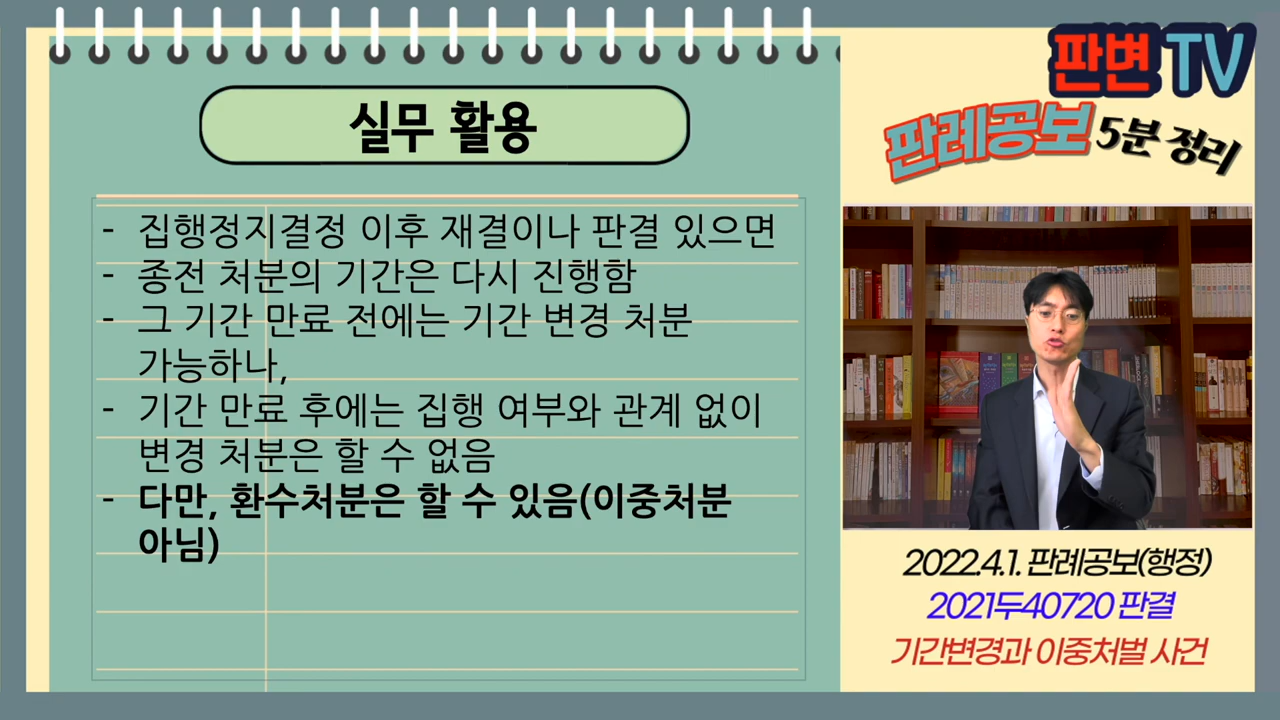 실무 활용
- 집행정지결정 이후 재결이나 판결 있으면
- 종전 처분의 기간은 다시 진행함
- 그 기간 만료 전에는 기간 변경 처분
가능하나,
- 기간 만료 후에는 집행 여부와 관계 없이
변경 처분은 할 수 없음
- 다만, 환수처분은 할 수 있음(이중처분
아님)
판변 TV
판례공보 5분 정리
2022.4.1. 판례공보(행정)
2021두40720 판결
기간변경과 이중처벌 사건